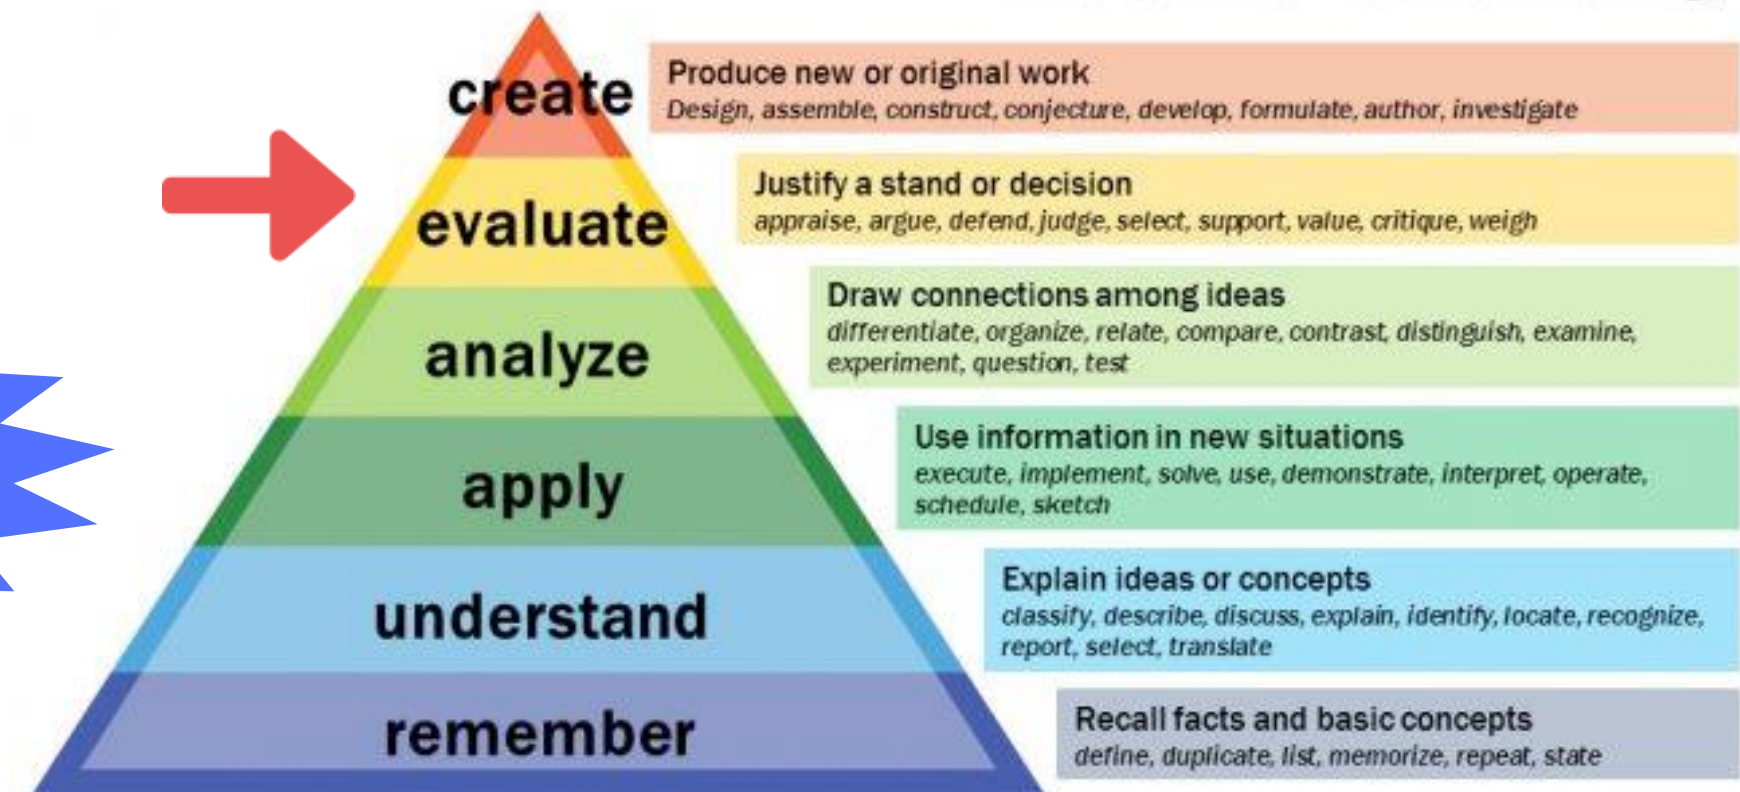 create
Produce new or original work
Design, assemble, construct, conjecture, develop, formulate, author, investigate
evaluate
Justify a stand or decision
appraise, argue, defend, judge, select, support, value, critique, weigh
analyze
Draw connections among ideas
differentiate, organize, relate, compare, contrast, distinguish, examine,
experiment, question, test
apply
Use information in new situations
execute, implement, solve, use, demonstrate, interpret, operate,
schedule, sketch
understand
Explain ideas or concepts
classify, describe, discuss, explain, identify, locate, recognize,
report, select, translate
remember
Recall facts and basic concepts
define, duplicate, list, memorize, repeat, state